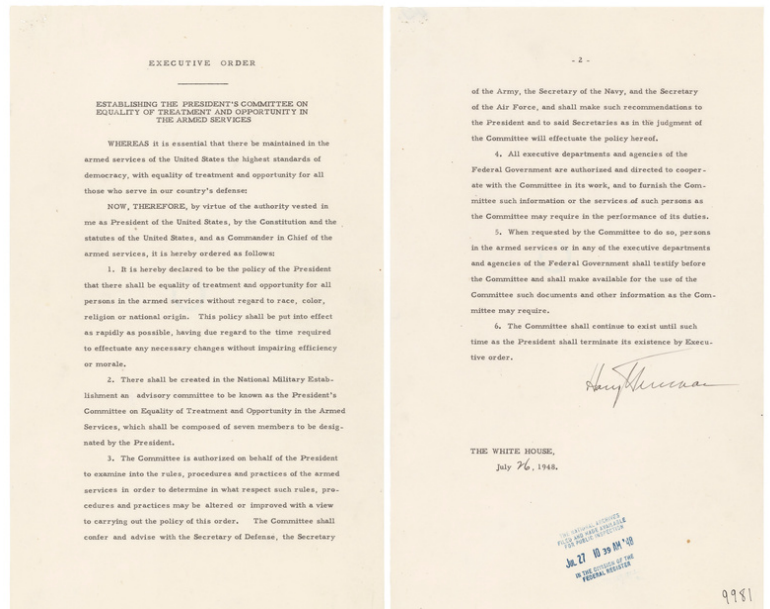 EXECUTIVE ORDER
ESTABLISHING THE PRESIDENT'S COMMITTEE ON
EQUALITY OF TREATMENT AND OPPORTUNITY IN
THE ARMED SERVICES
WHEREAS it is essential that there be maintained in the
armed services of the United States the highest standards of
democracy, with equality of treatment and opportunity for all
those who serve in our country's defense:
NOW, THEREFORE, by virtue of the authority vested in
me as President of the United States, by the Constitution and the
statutes of the United States, and as Commander in Chief of the
armed services, it is hereby ordered as follows:
1. It is hereby declared to be the policy of the President
that there shall be equality of treatment and opportunity for all
persons in the armed services without regard to race, color,
religion or national origin. This policy shall be put into effect
as rapidly as possible, having due regard to the time required
to effectuate any necessary changes without impairing efficiency
or morale.
2. There shall be created in the National Military Estab-
lishment an advisory committee to be known as the President's
Committee on Equality of Treatment and Opportunity in the Armed
Services, which shall be composed of seven members to be desig-
nated by the President.
3. The Committee is authorized on behalf of the President
to examine into the rules, procedures and practices of the armed
services in order to determine in what respect such rules, pro-
cedures and practices may be altered or improved with a view
to carrying out the policy of this order. The Committee shall
confer and advise with the Secretary of Defense, the Secretary
- 2 -
of the Army, the Secretary of the Navy, and the Secretary
of the Air Force, and shall make such recommendations to
the President and to said Secretaries as in the judgment of
the Committee will effectuate the policy hereof.
4. All executive departments and agencies of the
Federal Government are authorized and directed to cooper-
ate with the Committee in its work, and to furnish the Com-
mittee such information or the services of such persons as
the Committee may require in the performance of its duties.
5. When requested by the Committee to do so, persons
in the armed services or in any of the executive departments
and agencies of the Federal Government shall testify before
the Committee and shall make available for the use of the
Committee such documents and other information as the Com-
mittee may require.
6. The Committee shall continue to exist until such
time as the President shall terminate its existence by Execu-
tive order.
Harry Truman
THE WHITE HOUSE,
July 26, 1948.
THE NATIONAL ARCHIVES
FILED AND MADE AVAILABLE
FOR PUBLIC INSPECTION
JUL 27 10 39 AM '48
IN THE DIVISION OF THE
FEDERAL REGISTER
9981